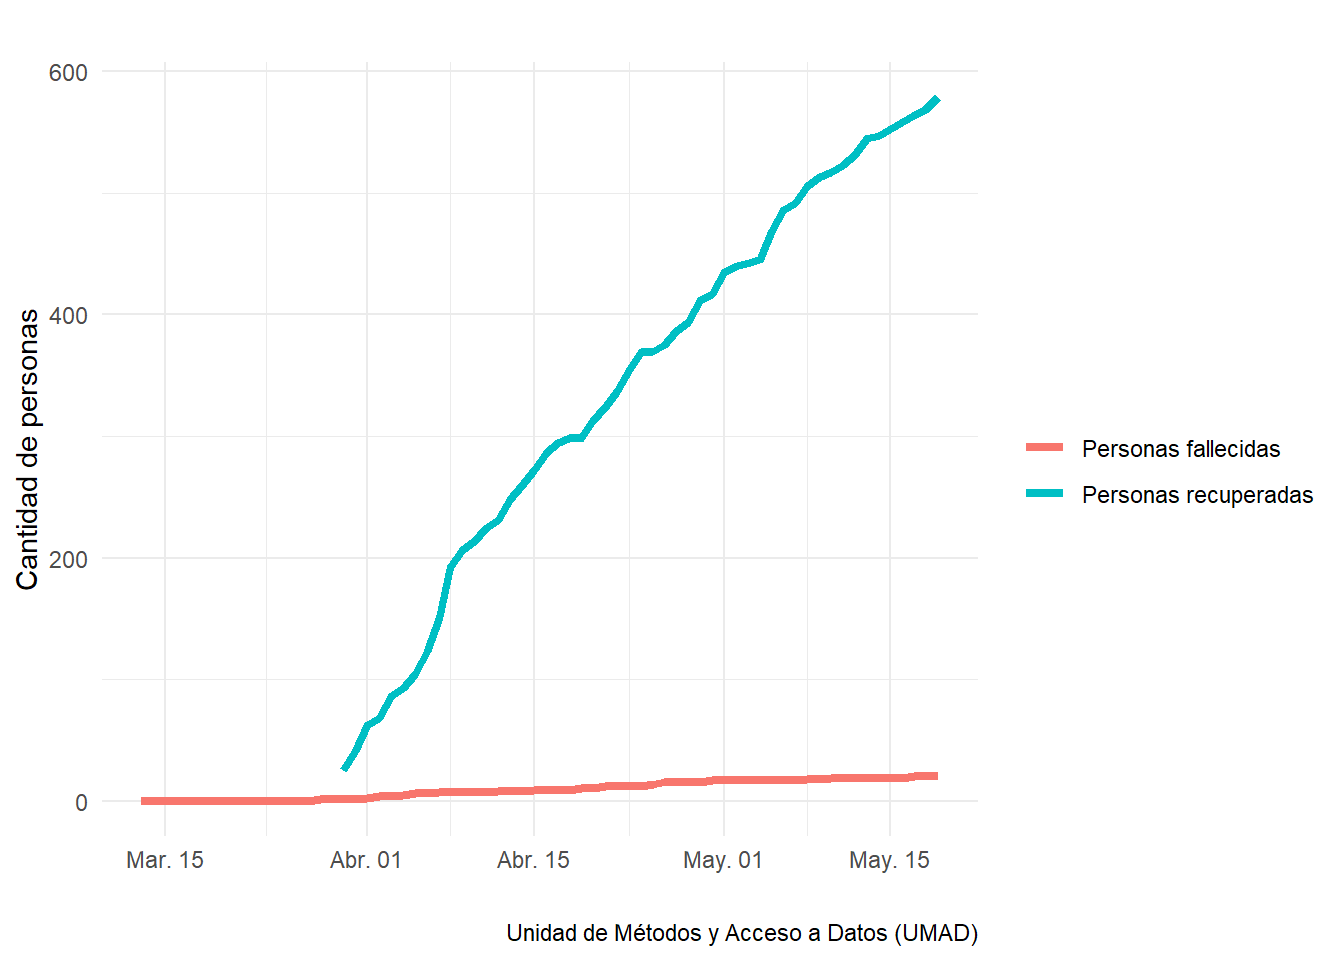 600
400
200
0
Cantidad de personas
Mar. 15
Abr. 01
Abr. 15
May. 01
May. 15
Personas fallecidas
Personas recuperadas
Unidad de Métodos y Acceso a Datos (UMAD)